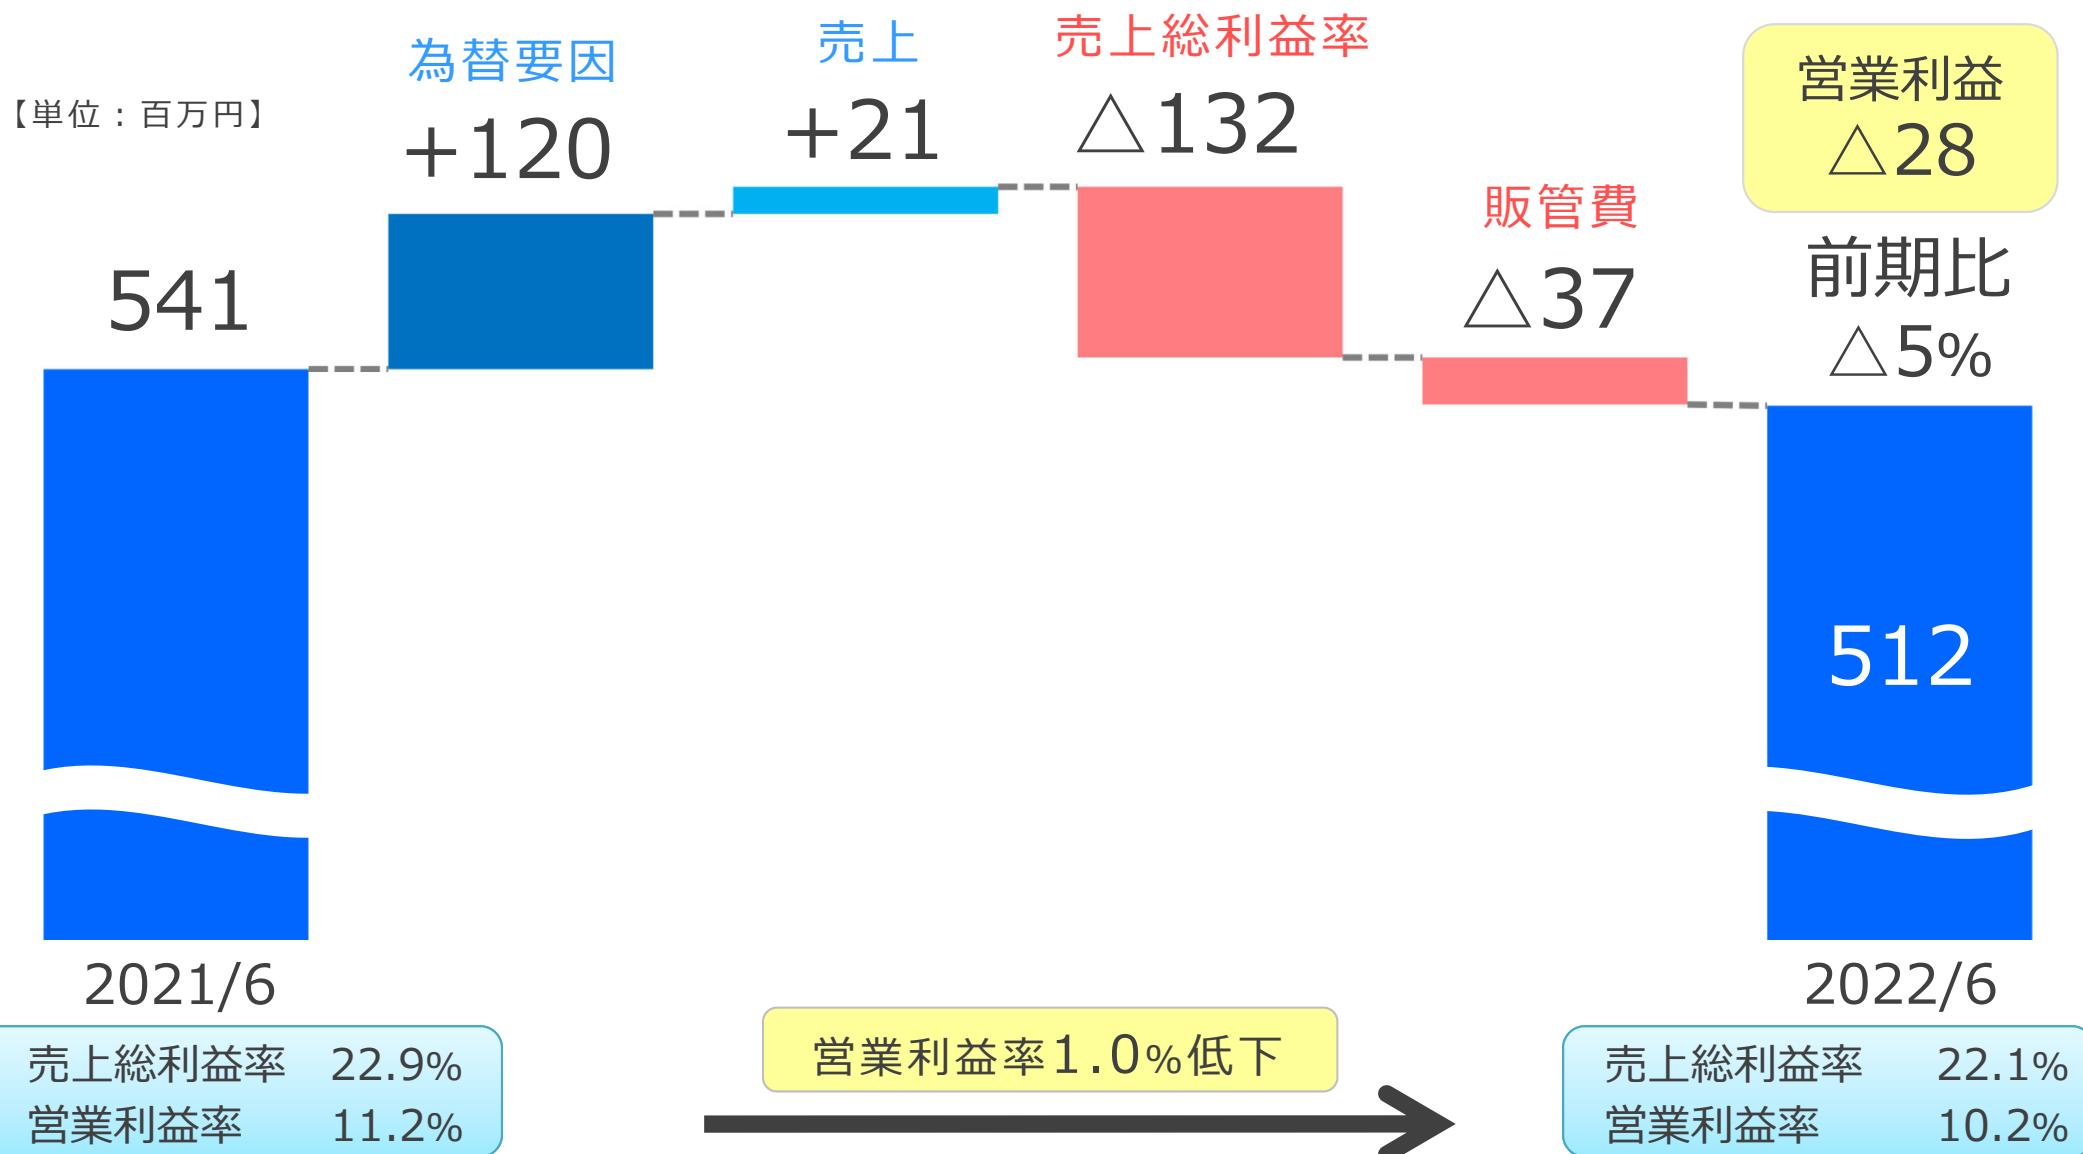 【単位：百万円】
541
為替要因
+120
売上
+21
売上総利益率
△132
販管費
△37
営業利益
△28
前期比
△5%
512
2021/6
2022/6
売上総利益率 22.9%
営業利益率 11.2%
営業利益率1.0%低下
売上総利益率 22.1%
営業利益率 10.2%